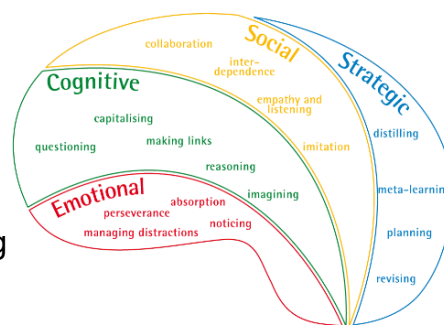 Social
collaboration
inter-
dependence
empathy and
listening
imitation
Strategic
distilling
meta-learnin
planning
revising
Cognitive
capitalising
making links
questioning
reasoning
imagining
Emotional
absorption
perseverance
noticing
managing distractions
g